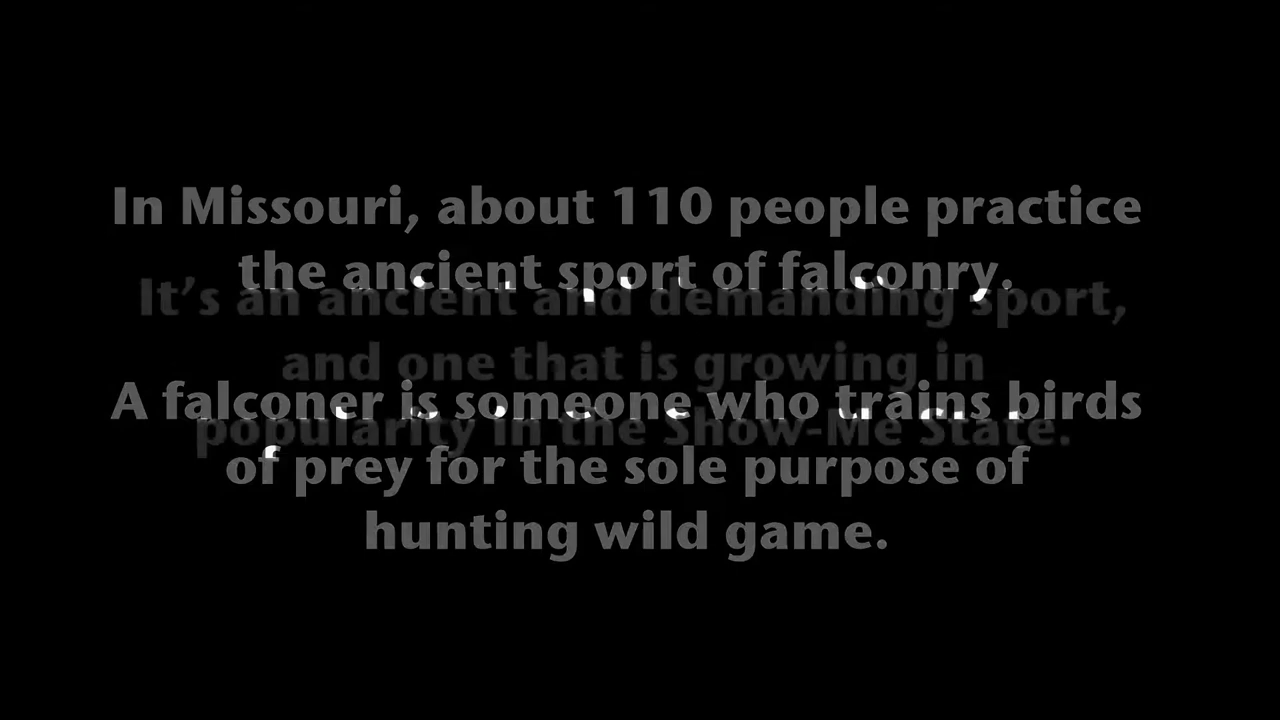 In Missouri, about 110 people practice
the ancient sport of falconry.
It’s an ancient and demanding sport,
and one that is growing in
A falconer is someone who trains birds
popularity in the Show-Me State.
of prey for the sole purpose of
hunting wild game.